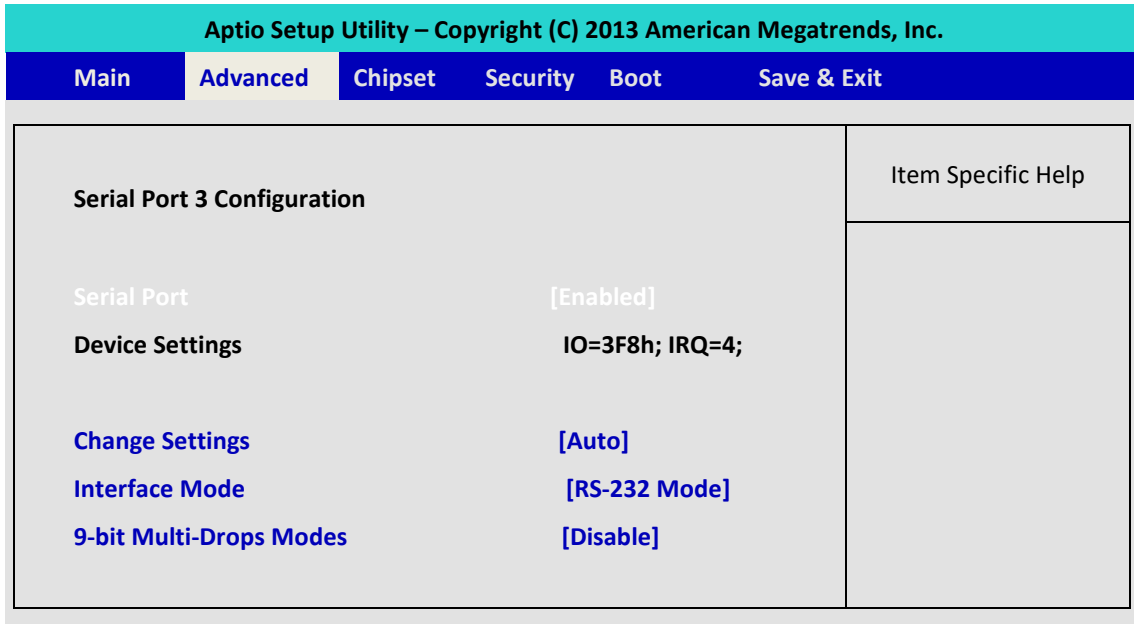 Aptio Setup Utility – Copyright (C) 2013 American Megatrends, Inc.
Main Advanced Chipset Security Boot Save & Exit
Item Specific Help
Serial Port 3 Configuration
Serial Port [Enabled]
Device Settings IO=3F8h; IRQ=4;
Change Settings [Auto]
Interface Mode [RS-232 Mode]
9-bit Multi-Drops Modes [Disable]